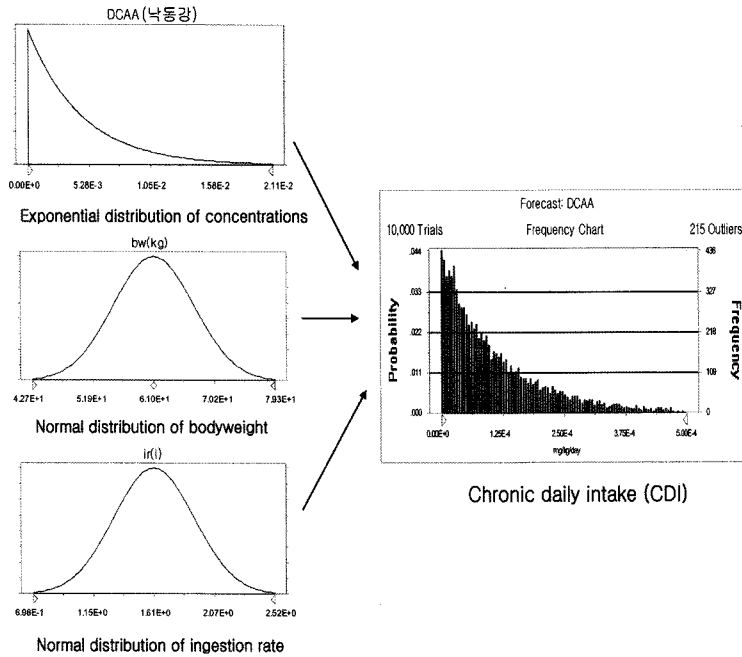 DCAA (낙동강)
0.00E+0 5.28E-3 1.06E-2 1.58E-2 2.11E-2
Exponential distribution of concentrations
bw(kg)
4.27E+1 5.19E+1 6.10E+1 7.02E+1 7.93E+1
Normal distribution of bodyweight
ir(l)
6.98E-1 1.15E+0 1.61E+0 2.07E+0 2.52E+0
Normal distribution of ingestion rate
Forecast: DCAA
10,000 Trials Frequency Chart 215 Outliers
Probability
.044
.033
.022
.011
.000
436
327
218
109
0
Frequency
0.00E+0 1.25E-4 2.50E-4 3.75E-4 5.00E-4
mg/kg/day
Chronic daily intake (CDI)